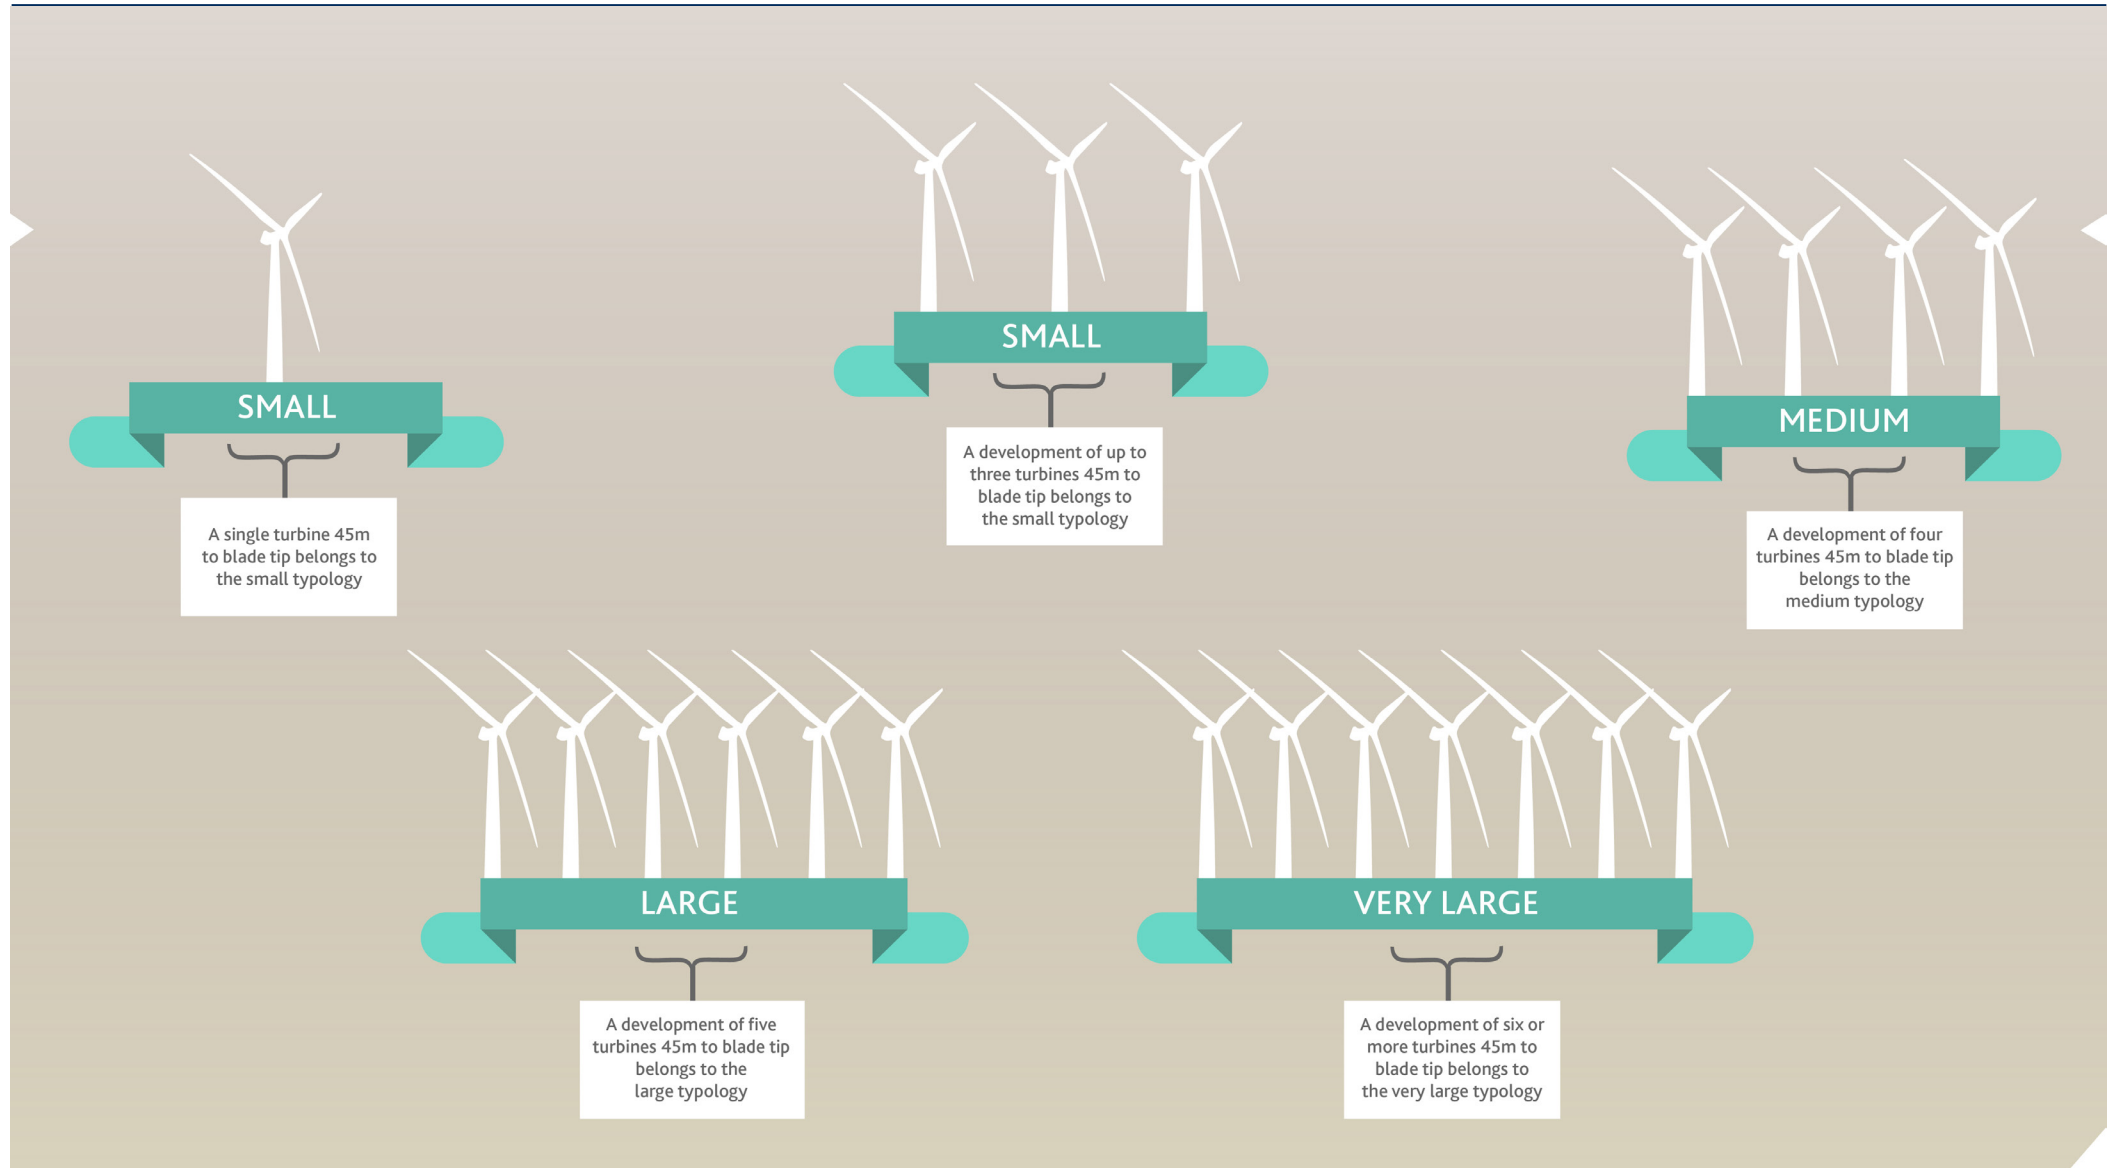 SMALL
A single turbine 45m
to blade tip belongs to
the small typology
SMALL
A development of up to
three turbines 45m to
blade tip belongs to
the small typology
MEDIUM
A development of four
turbines 45m to blade tip
belongs to the
medium typology
LARGE
A development of five
turbines 45m to blade tip
belongs to the
large typology
VERY LARGE
A development of six or
more turbines 45m to
blade tip belongs to
the very large typology